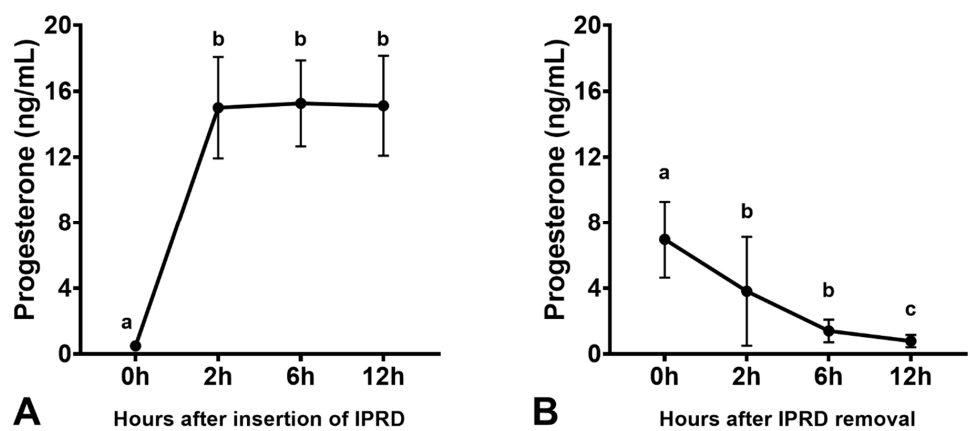 Progesterone (ng/mL)
20
16
12
8
4
0
a
b
b
b
0h
2h
6h
12h
A
Hours after insertion of IPRD
Progesterone (ng/mL)
20
16
12
8
4
0
a
b
b
c
0h
2h
6h
12h
B
Hours after IPRD removal